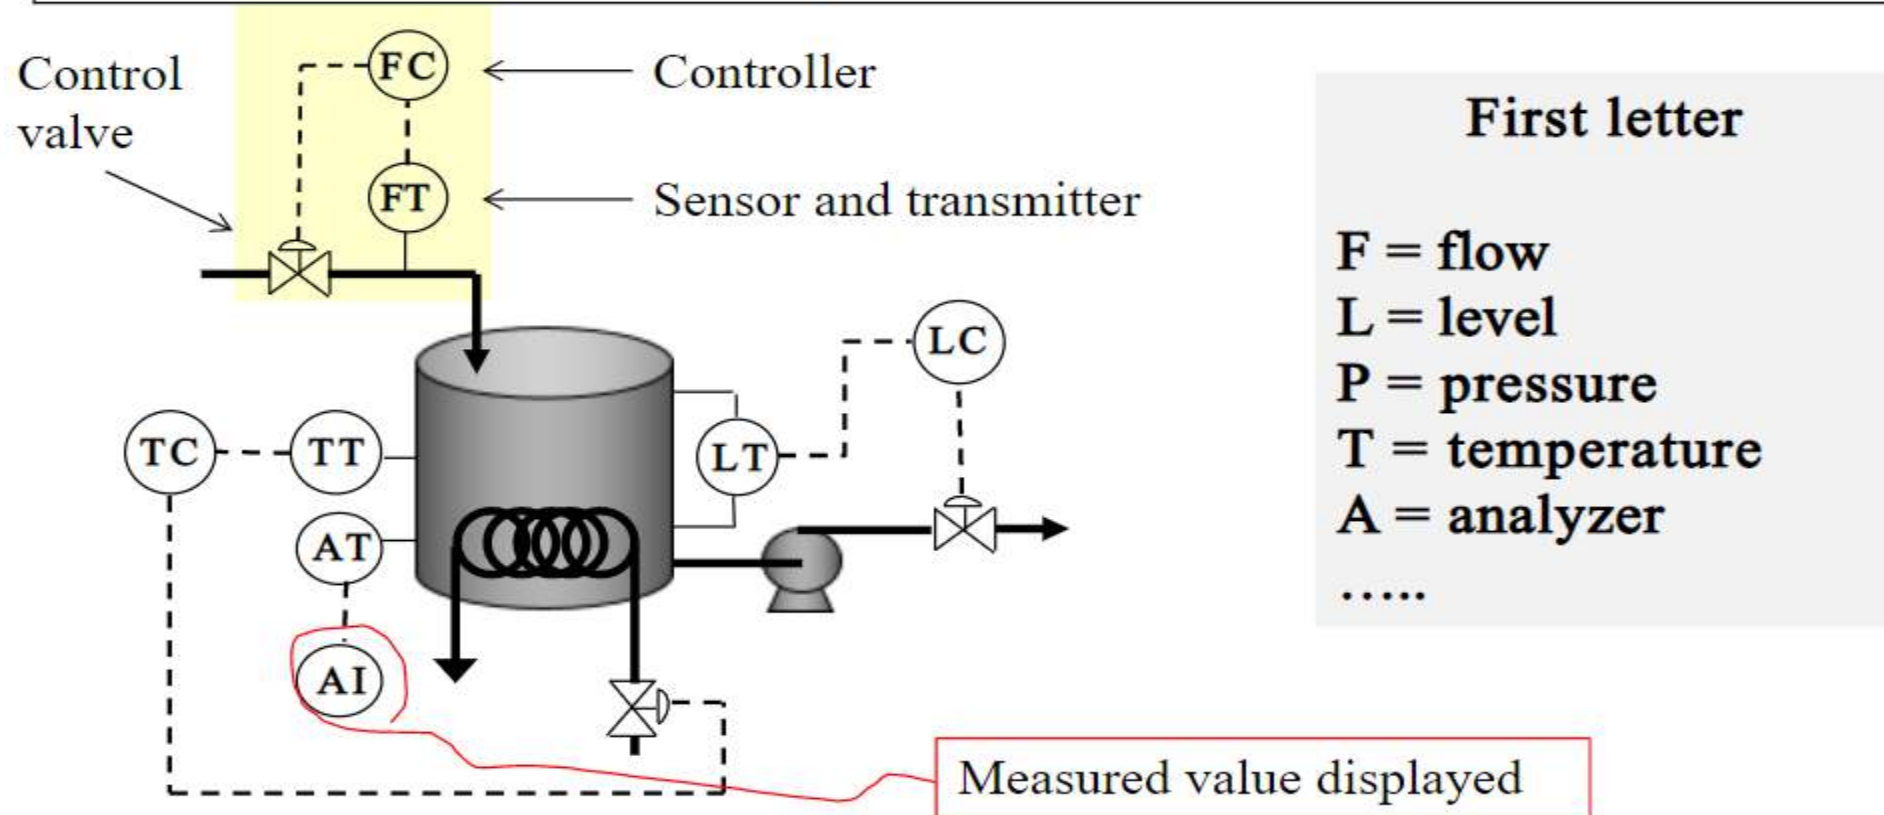 Control
valve
FC
Controller
FT
Sensor and transmitter
LC
TC
TT
LT
AT
AI
Measured value displayed
First letter
F = flow
L = level
P = pressure
T = temperature
A = analyzer
.....